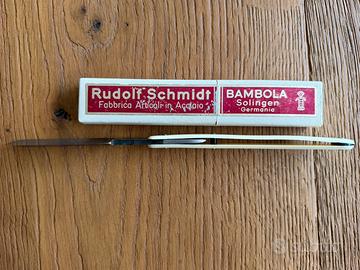 Rudolf Schmidt
Fabbrica Articoli in Acciaio
BAMBOLA
Solingen
Germania